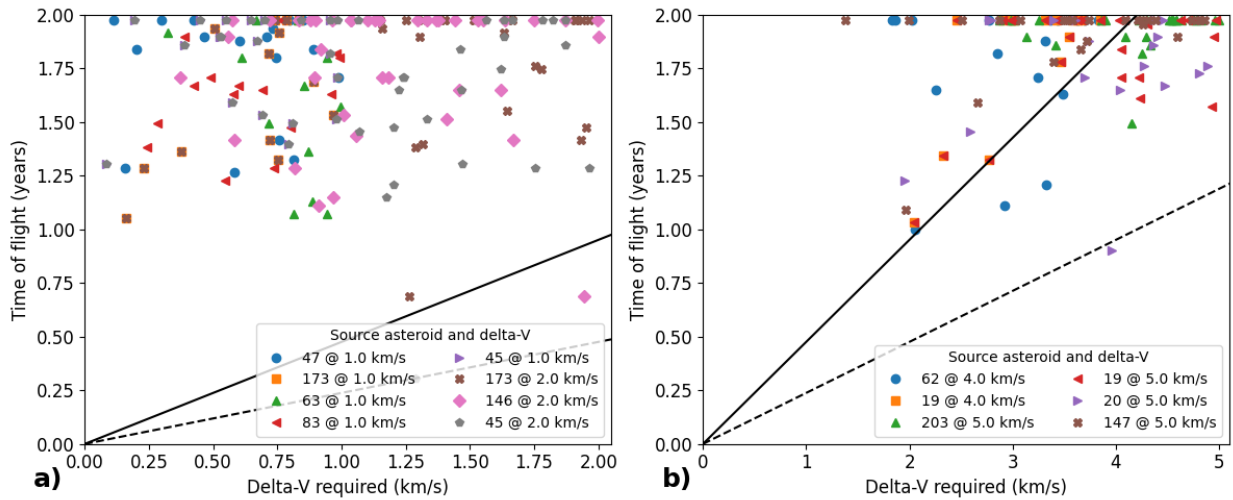 2.00
1.75
1.50
1.25
1.00
0.75
0.50
0.25
0.00
Time of flight (years)
Source asteroid and delta-V
47 @ 1.0 km/s
173 @ 1.0 km/s
63 @ 1.0 km/s
83 @ 1.0 km/s
45 @ 1.0 km/s
173 @ 2.0 km/s
146 @ 2.0 km/s
45 @ 2.0 km/s
0.00 0.25 0.50 0.75 1.00 1.25 1.50 1.75 2.00
Delta-V required (km/s)
a)
2.00
1.75
1.50
1.25
1.00
0.75
0.50
0.25
0.00
Time of flight (years)
Source asteroid and delta-V
62 @ 4.0 km/s
19 @ 4.0 km/s
203 @ 5.0 km/s
19 @ 5.0 km/s
20 @ 5.0 km/s
147 @ 5.0 km/s
0 1 2 3 4 5
Delta-V required (km/s)
b)